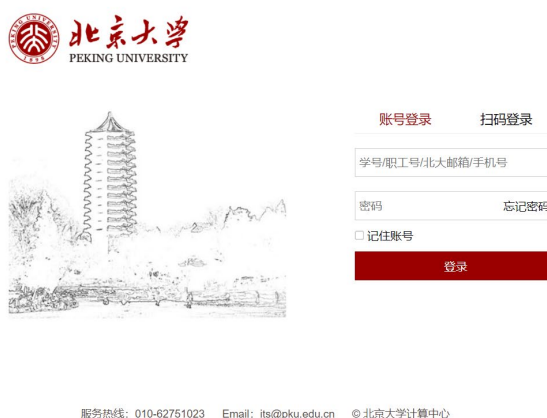 PEKING UNIVERSITY
1898
北京大学
PEKING UNIVERSITY
账号登录 扫码登录
学号/职工号/北大邮箱/手机号
密码 忘记密码
记住账号
登录
服务热线：010-62751023 Email：its@pku.edu.cn ©北京大学计算中心